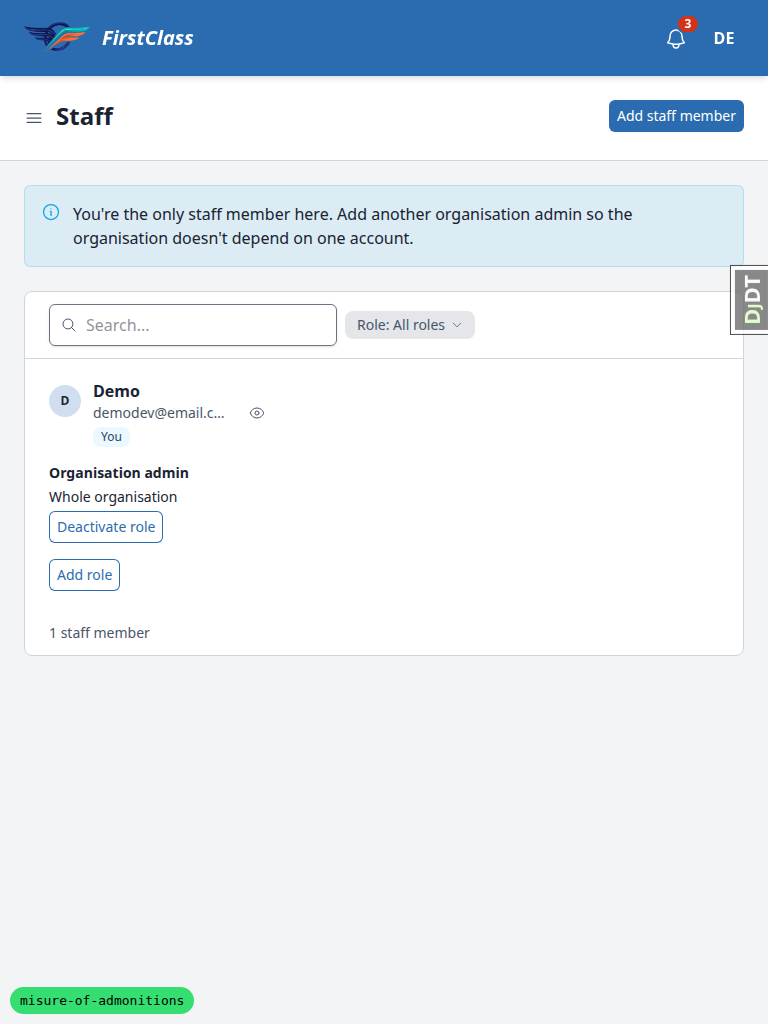 FirstClass
3
DE
Staff
Add staff member
You're the only staff member here. Add another organisation admin so the
organisation doesn't depend on one account.
DjDT
Search...
Role: All roles
D
Demo
demodev@email.c...
You
Organisation admin
Whole organisation
Deactivate role
Add role
1 staff member
misure-of-admonitions